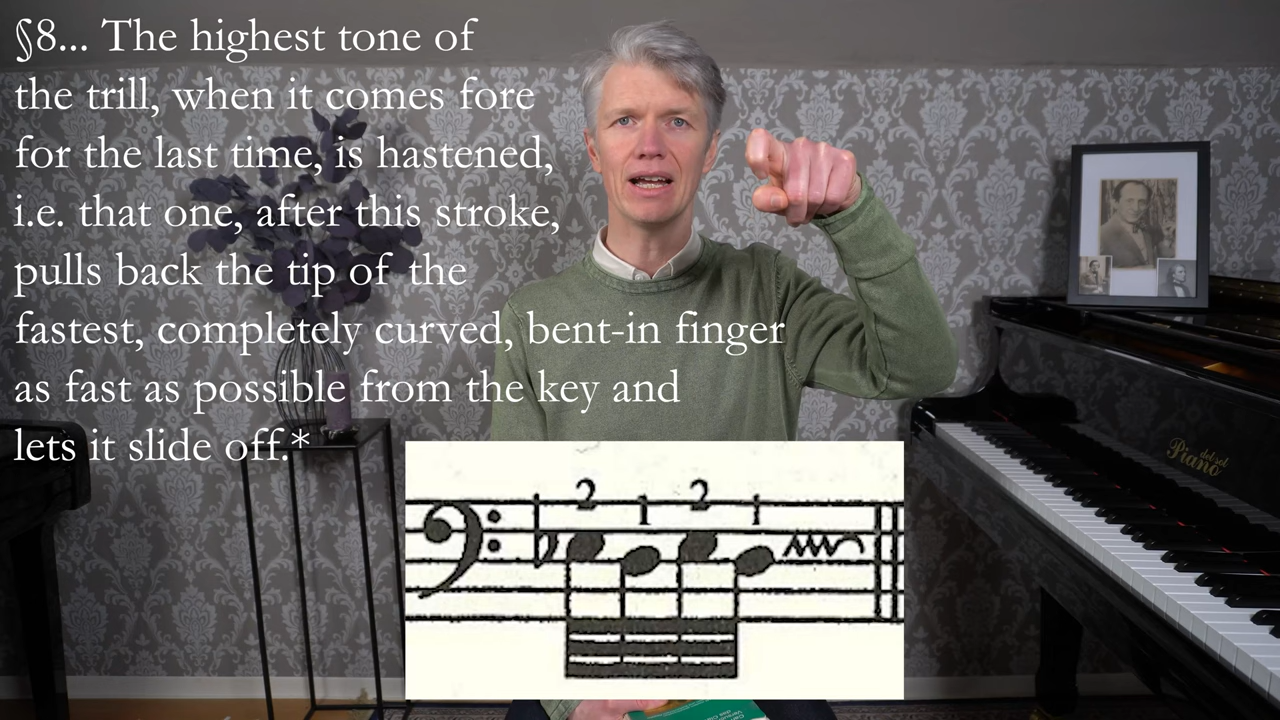 §8... The highest tone of
the trill, when it comes fore
for the last time, is hastened,
i.e. that one, after this stroke,
pulls back the tip of the
fastest, completely curved, bent-in finger
as fast as possible from the key and
lets it slide off.*
2 1 2 1
del sol
Piano